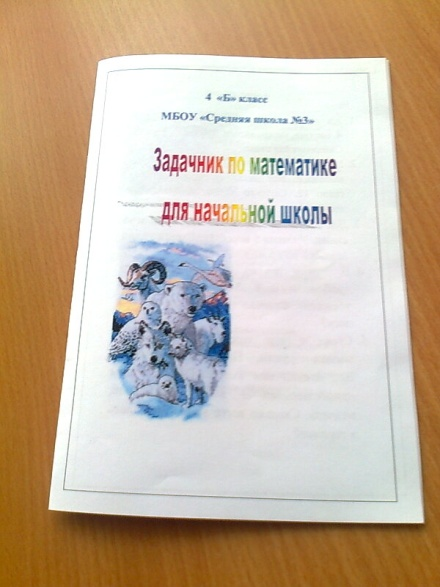 4 «Б» класс
МБОУ «Средняя школа №3»
Задачник по математике
для начальной школы